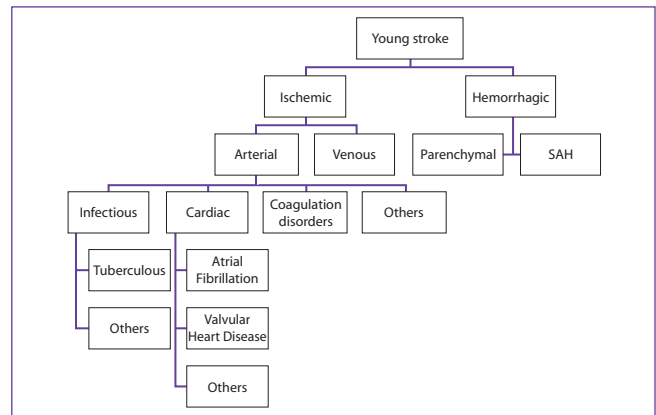 Young stroke
Ischemic
Hemorrhagic
Arterial
Venous
Parenchymal
SAH
Infectious
Cardiac
Coagulation
disorders
Others
Tuberculous
Atrial
Fibrillation
Others
Valvular
Heart Disease
Others